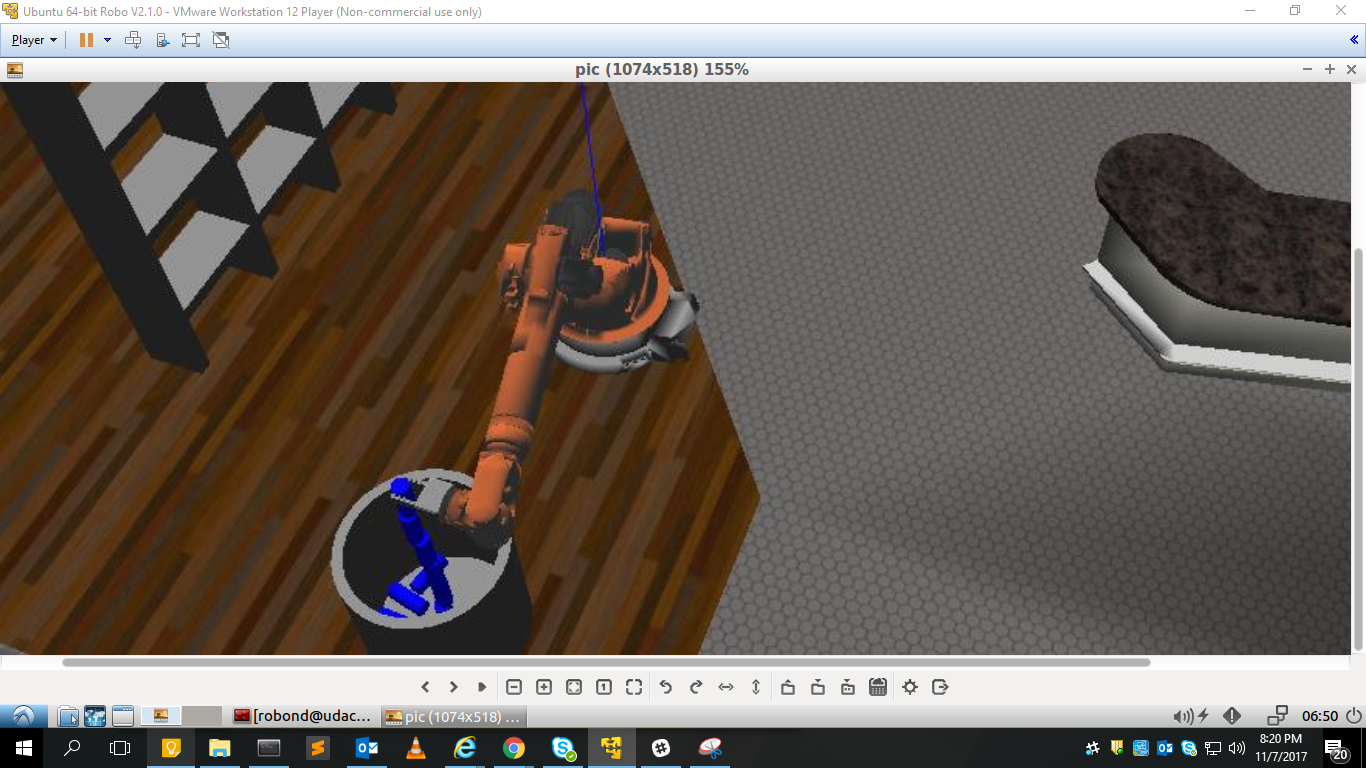 Ubuntu 64-bit Robo V2.1.0 - VMware Workstation 12 Player (Non-commercial use only)
Player
pic (1074x518) 155%
[robond@udac...
pic (1074x518) ...
06:50
8:20 PM
11/7/2017
20